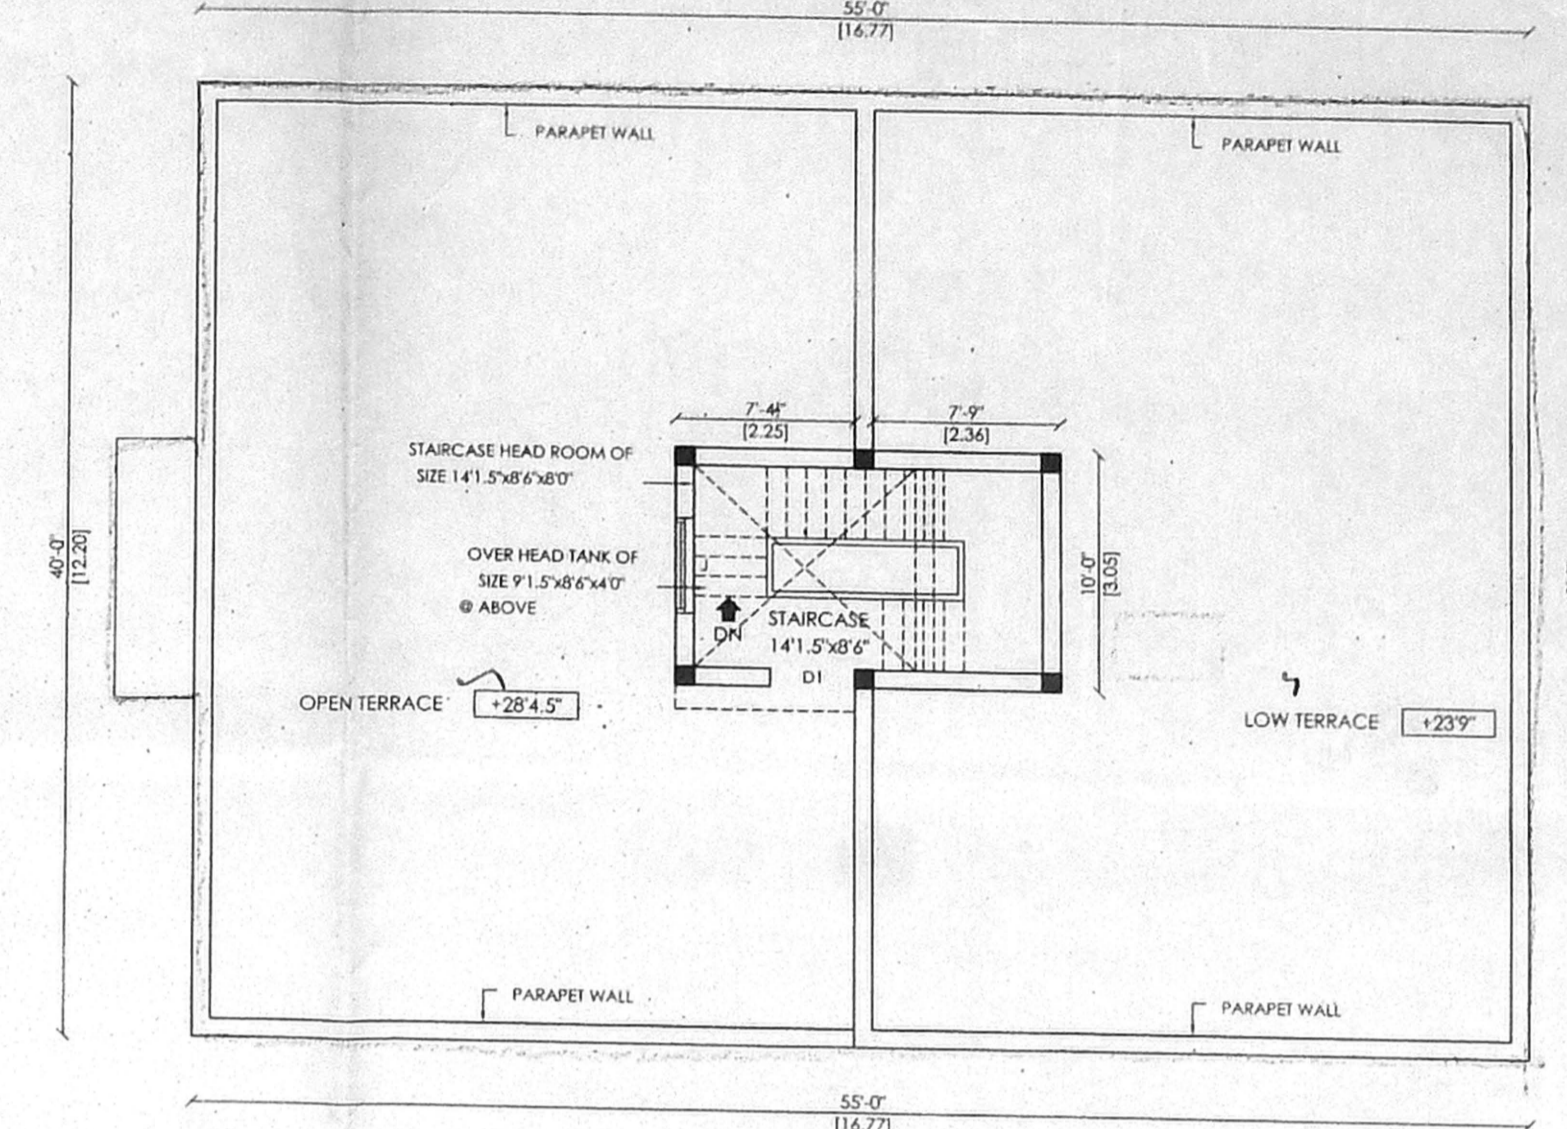 55'-0"
[16.77]
PARAPET WALL
PARAPET WALL
7'-4½"
[2.25]
7'-9"
[2.36]
STAIRCASE HEAD ROOM OF
SIZE 14'1.5"x8'6"x8'0"
OVER HEAD TANK OF
SIZE 9'1.5"x8'6"x4'0"
@ ABOVE
40'-0"
[12.20]
10'-0"
[3.05]
DN
STAIRCASE
14'1.5"x8'6"
D1
OPEN TERRACE
+28'4.5"
LOW TERRACE
+23'9"
PARAPET WALL
PARAPET WALL
55'-0"
[16.77]